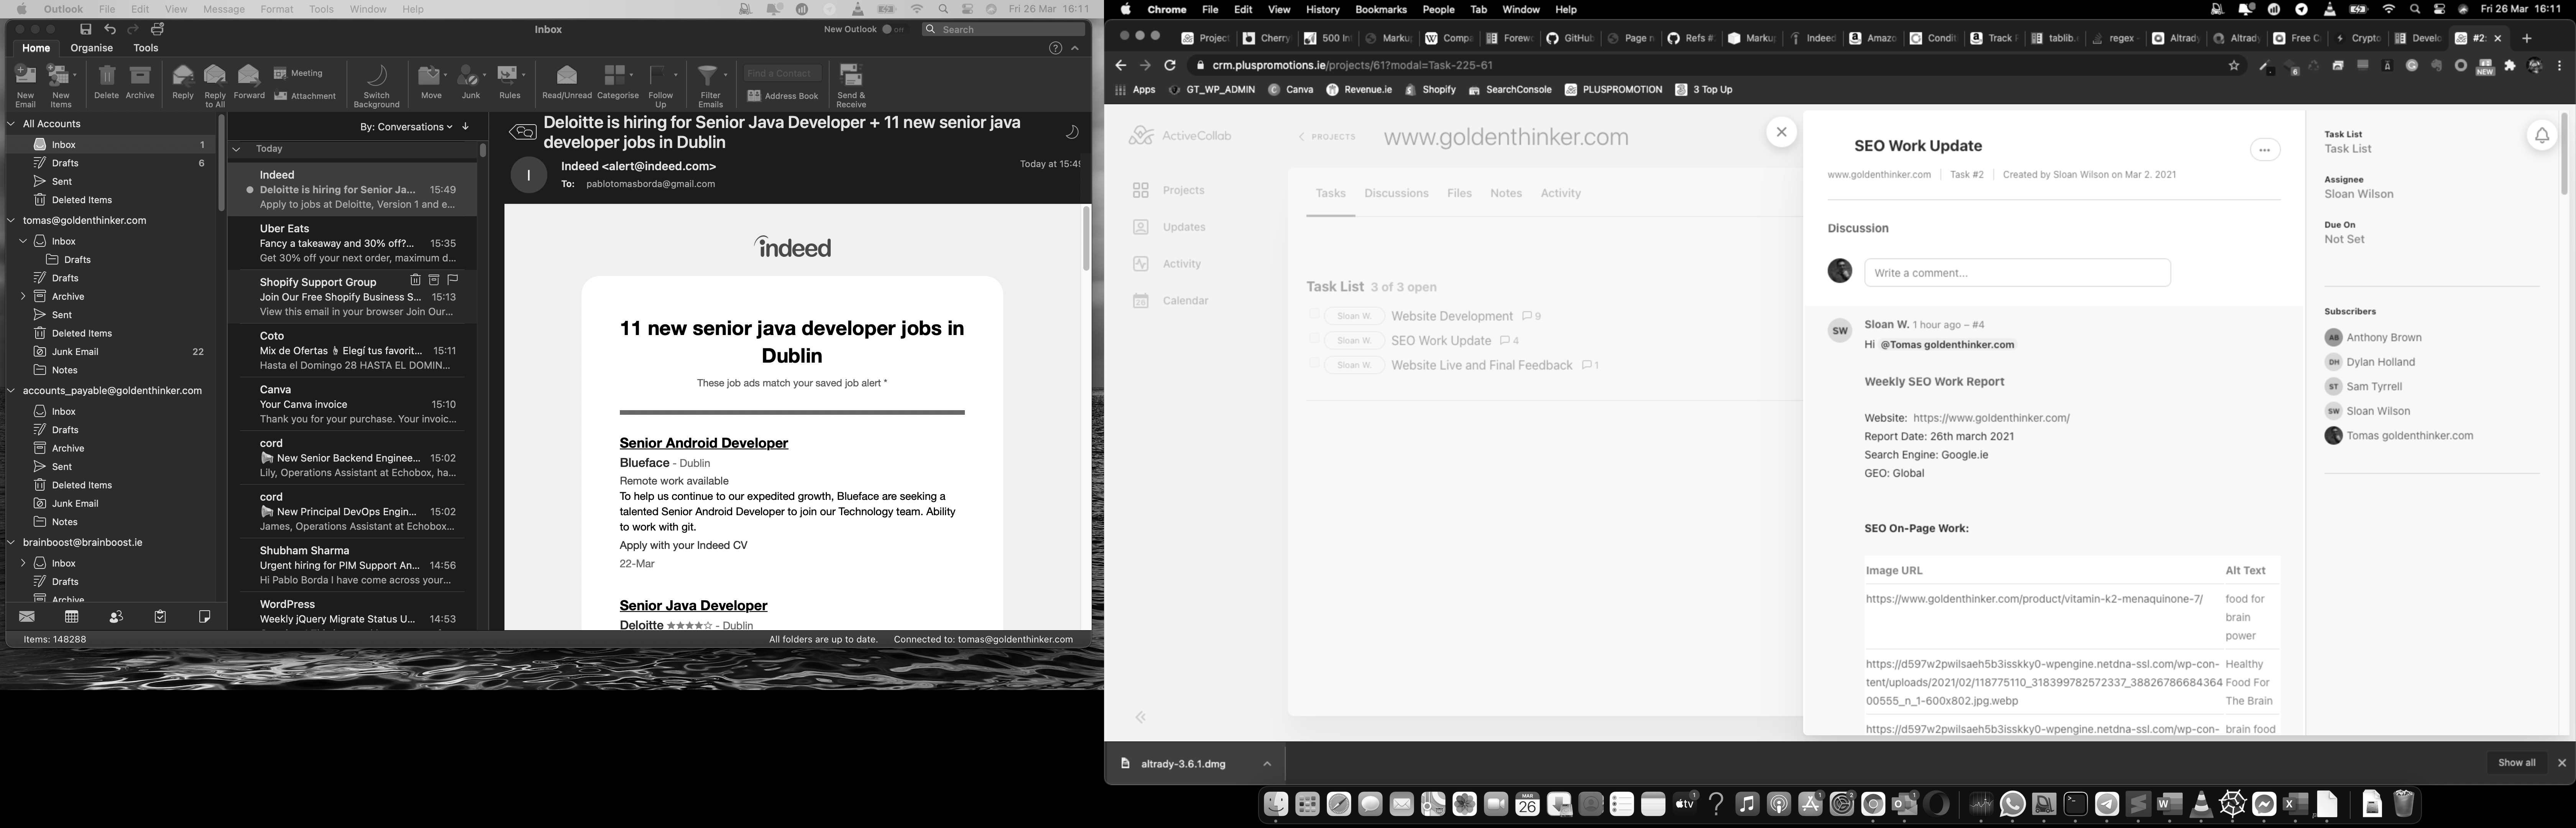 Outlook File Edit View Message Format Tools Window Help
Fri 26 Mar 16:11
Inbox
New Outlook
Search
Home Organise Tools
New Email
New Items
Delete
Archive
Reply
Reply to All
Forward
Meeting
Attachment
Switch Background
Move
Junk
Rules
Read/Unread
Categorise
Follow Up
Filter Emails
Find a Contact
Address Book
Send & Receive
All Accounts
Inbox 1
Drafts 6
Sent
Deleted Items
tomas@goldenthinker.com
Inbox
Drafts
Drafts
Archive
Sent
Deleted Items
Junk Email 22
Notes
accounts_payable@goldenthinker.com
Inbox
Drafts
Archive
Sent
Deleted Items
Junk Email
Notes
brainboost@brainboost.ie
Inbox
Drafts
Archive
Items: 148288
By: Conversations
Today
Indeed
Deloitte is hiring for Senior Ja... 15:49
Apply to jobs at Deloitte, Version 1 and e...
Uber Eats
Fancy a takeaway and 30% off?... 15:35
Get 30% off your next order, maximum d...
Shopify Support Group
Join Our Free Shopify Business S... 15:13
View this email in your browser Join Our...
Coto
Mix de Ofertas Elegí tus favorit... 15:11
Hasta el Domingo 28 HASTA EL DOMIN...
Canva
Your Canva invoice 15:10
Thank you for your purchase. Your invoic...
cord
New Senior Backend Enginee... 15:02
Lily, Operations Assistant at Echobox, ha...
cord
New Principal DevOps Engin... 15:02
James, Operations Assistant at Echobox...
Shubham Sharma
Urgent hiring for PIM Support An... 14:56
Hi Pablo Borda I have come across your...
WordPress
Weekly jQuery Migrate Status U... 14:53
Deloitte is hiring for Senior Java Developer + 11 new senior java
developer jobs in Dublin
I
Indeed <alert@indeed.com>
Today at 15:49
To: pablotomasborda@gmail.com
indeed
11 new senior java developer jobs in
Dublin
These job ads match your saved job alert *
Senior Android Developer
Blueface - Dublin
Remote work available
To help us continue to our expedited growth, Blueface are seeking a
talented Senior Android Developer to join our Technology team. Ability
to work with git.
Apply with your Indeed CV
22-Mar
Senior Java Developer
Deloitte ★★★★☆ - Dublin
All folders are up to date. Connected to: tomas@goldenthinker.com
Chrome File Edit View History Bookmarks People Tab Window Help
Fri 26 Mar 16:11
Project Cherry 500 In Marku Compa Forew GitHub Page n Refs # Marku Indeed Amazo Condit Track F tablib. regex - Altrady Altrady Free C Crypto Develo #2:
crm.pluspromotions.ie/projects/61?modal=Task-225-61
6
NEW
Apps GT_WP_ADMIN Canva Revenue.ie Shopify SearchConsole PLUSPROMOTION 3 Top Up
ActiveCollab
Projects
Updates
Activity
26 Calendar
PROJECTS
www.goldenthinker.com
Tasks Discussions Files Notes Activity
Task List 3 of 3 open
Sloan W. Website Development 9
Sloan W. SEO Work Update 4
Sloan W. Website Live and Final Feedback 1
SEO Work Update
www.goldenthinker.com Task #2 Created by Sloan Wilson on Mar 2. 2021
Discussion
Write a comment...
SW
Sloan W. 1 hour ago – #4
Hi @Tomas goldenthinker.com
Weekly SEO Work Report
Website: https://www.goldenthinker.com/
Report Date: 26th march 2021
Search Engine: Google.ie
GEO: Global
SEO On-Page Work:
Image URL Alt Text
https://www.goldenthinker.com/product/vitamin-k2-menaquinone-7/ food for
brain
power
https://d597w2pwilsaeh5b3isskky0-wpengine.netdna-ssl.com/wp-con- Healthy
tent/uploads/2021/02/118775110_318399782572337_38826786684364 Food For
00555_n_1-600x802.jpg.webp The Brain
https://d597w2pwilsaeh5b3isskky0-wpengine.netdna-ssl.com/wp-con- brain food
Task List
Task List
Assignee
Sloan Wilson
Due On
Not Set
Subscribers
AB Anthony Brown
DH Dylan Holland
ST Sam Tyrrell
SW Sloan Wilson
Tomas goldenthinker.com
altrady-3.6.1.dmg
Show all
MAR
26
tv